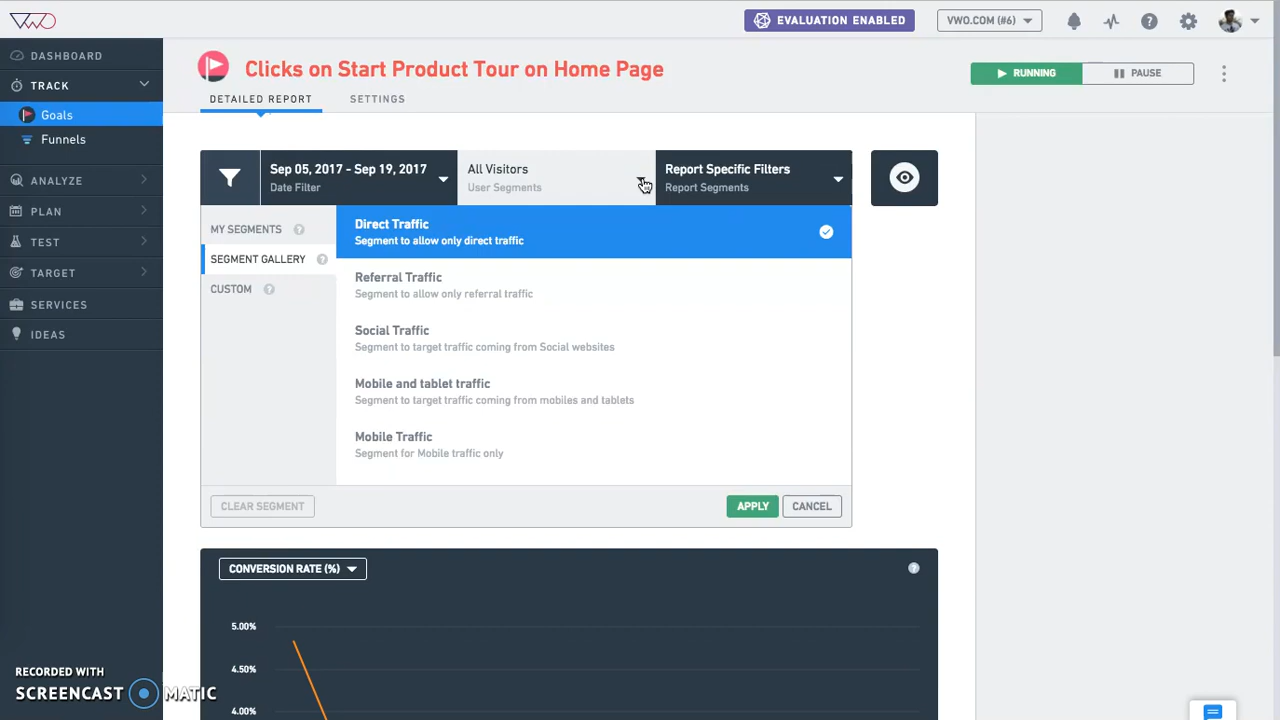 VWO
EVALUATION ENABLED
VWO.COM (#6)
DASHBOARD
TRACK
Goals
Funnels
ANALYZE
PLAN
TEST
TARGET
SERVICES
IDEAS
Clicks on Start Product Tour on Home Page
RUNNING
PAUSE
DETAILED REPORT
SETTINGS
Sep 05, 2017 - Sep 19, 2017
Date Filter
All Visitors
User Segments
Report Specific Filters
Report Segments
MY SEGMENTS ?
SEGMENT GALLERY ?
CUSTOM ?
Direct Traffic
Segment to allow only direct traffic
Referral Traffic
Segment to allow only referral traffic
Social Traffic
Segment to target traffic coming from Social websites
Mobile and tablet traffic
Segment to target traffic coming from mobiles and tablets
Mobile Traffic
Segment for Mobile traffic only
CLEAR SEGMENT
APPLY
CANCEL
CONVERSION RATE (%)
?
5.00%
4.50%
4.00%
RECORDED WITH
SCREENCAST MATIC